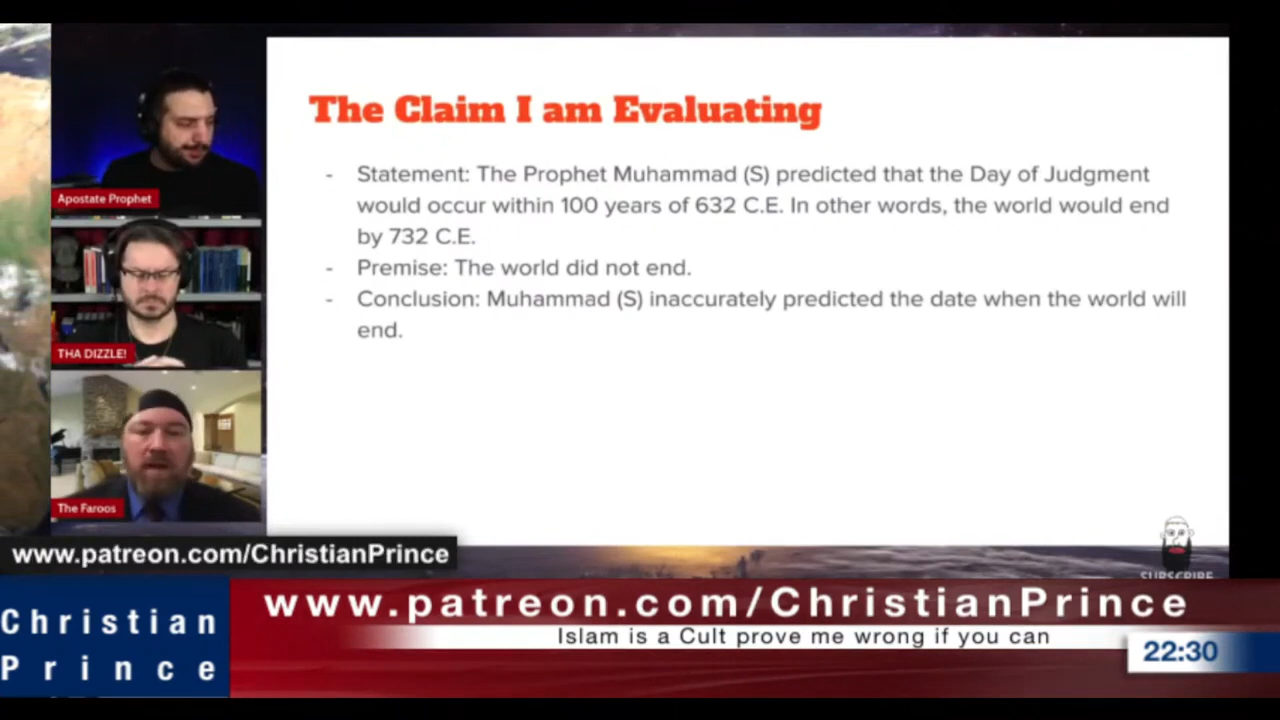 The Claim I am Evaluating
- Statement: The Prophet Muhammad (S) predicted that the Day of Judgment
would occur within 100 years of 632 C.E. In other words, the world would end
by 732 C.E.
- Premise: The world did not end.
- Conclusion: Muhammad (S) inaccurately predicted the date when the world will
end.
Apostate Prophet
THA DIZZLE!
The Faroos
SUBSCRIBE
www.patreon.com/ChristianPrince
www.patreon.com/ChristianPrince
Christian
Prince
Islam is a Cult prove me wrong if you can
22:30